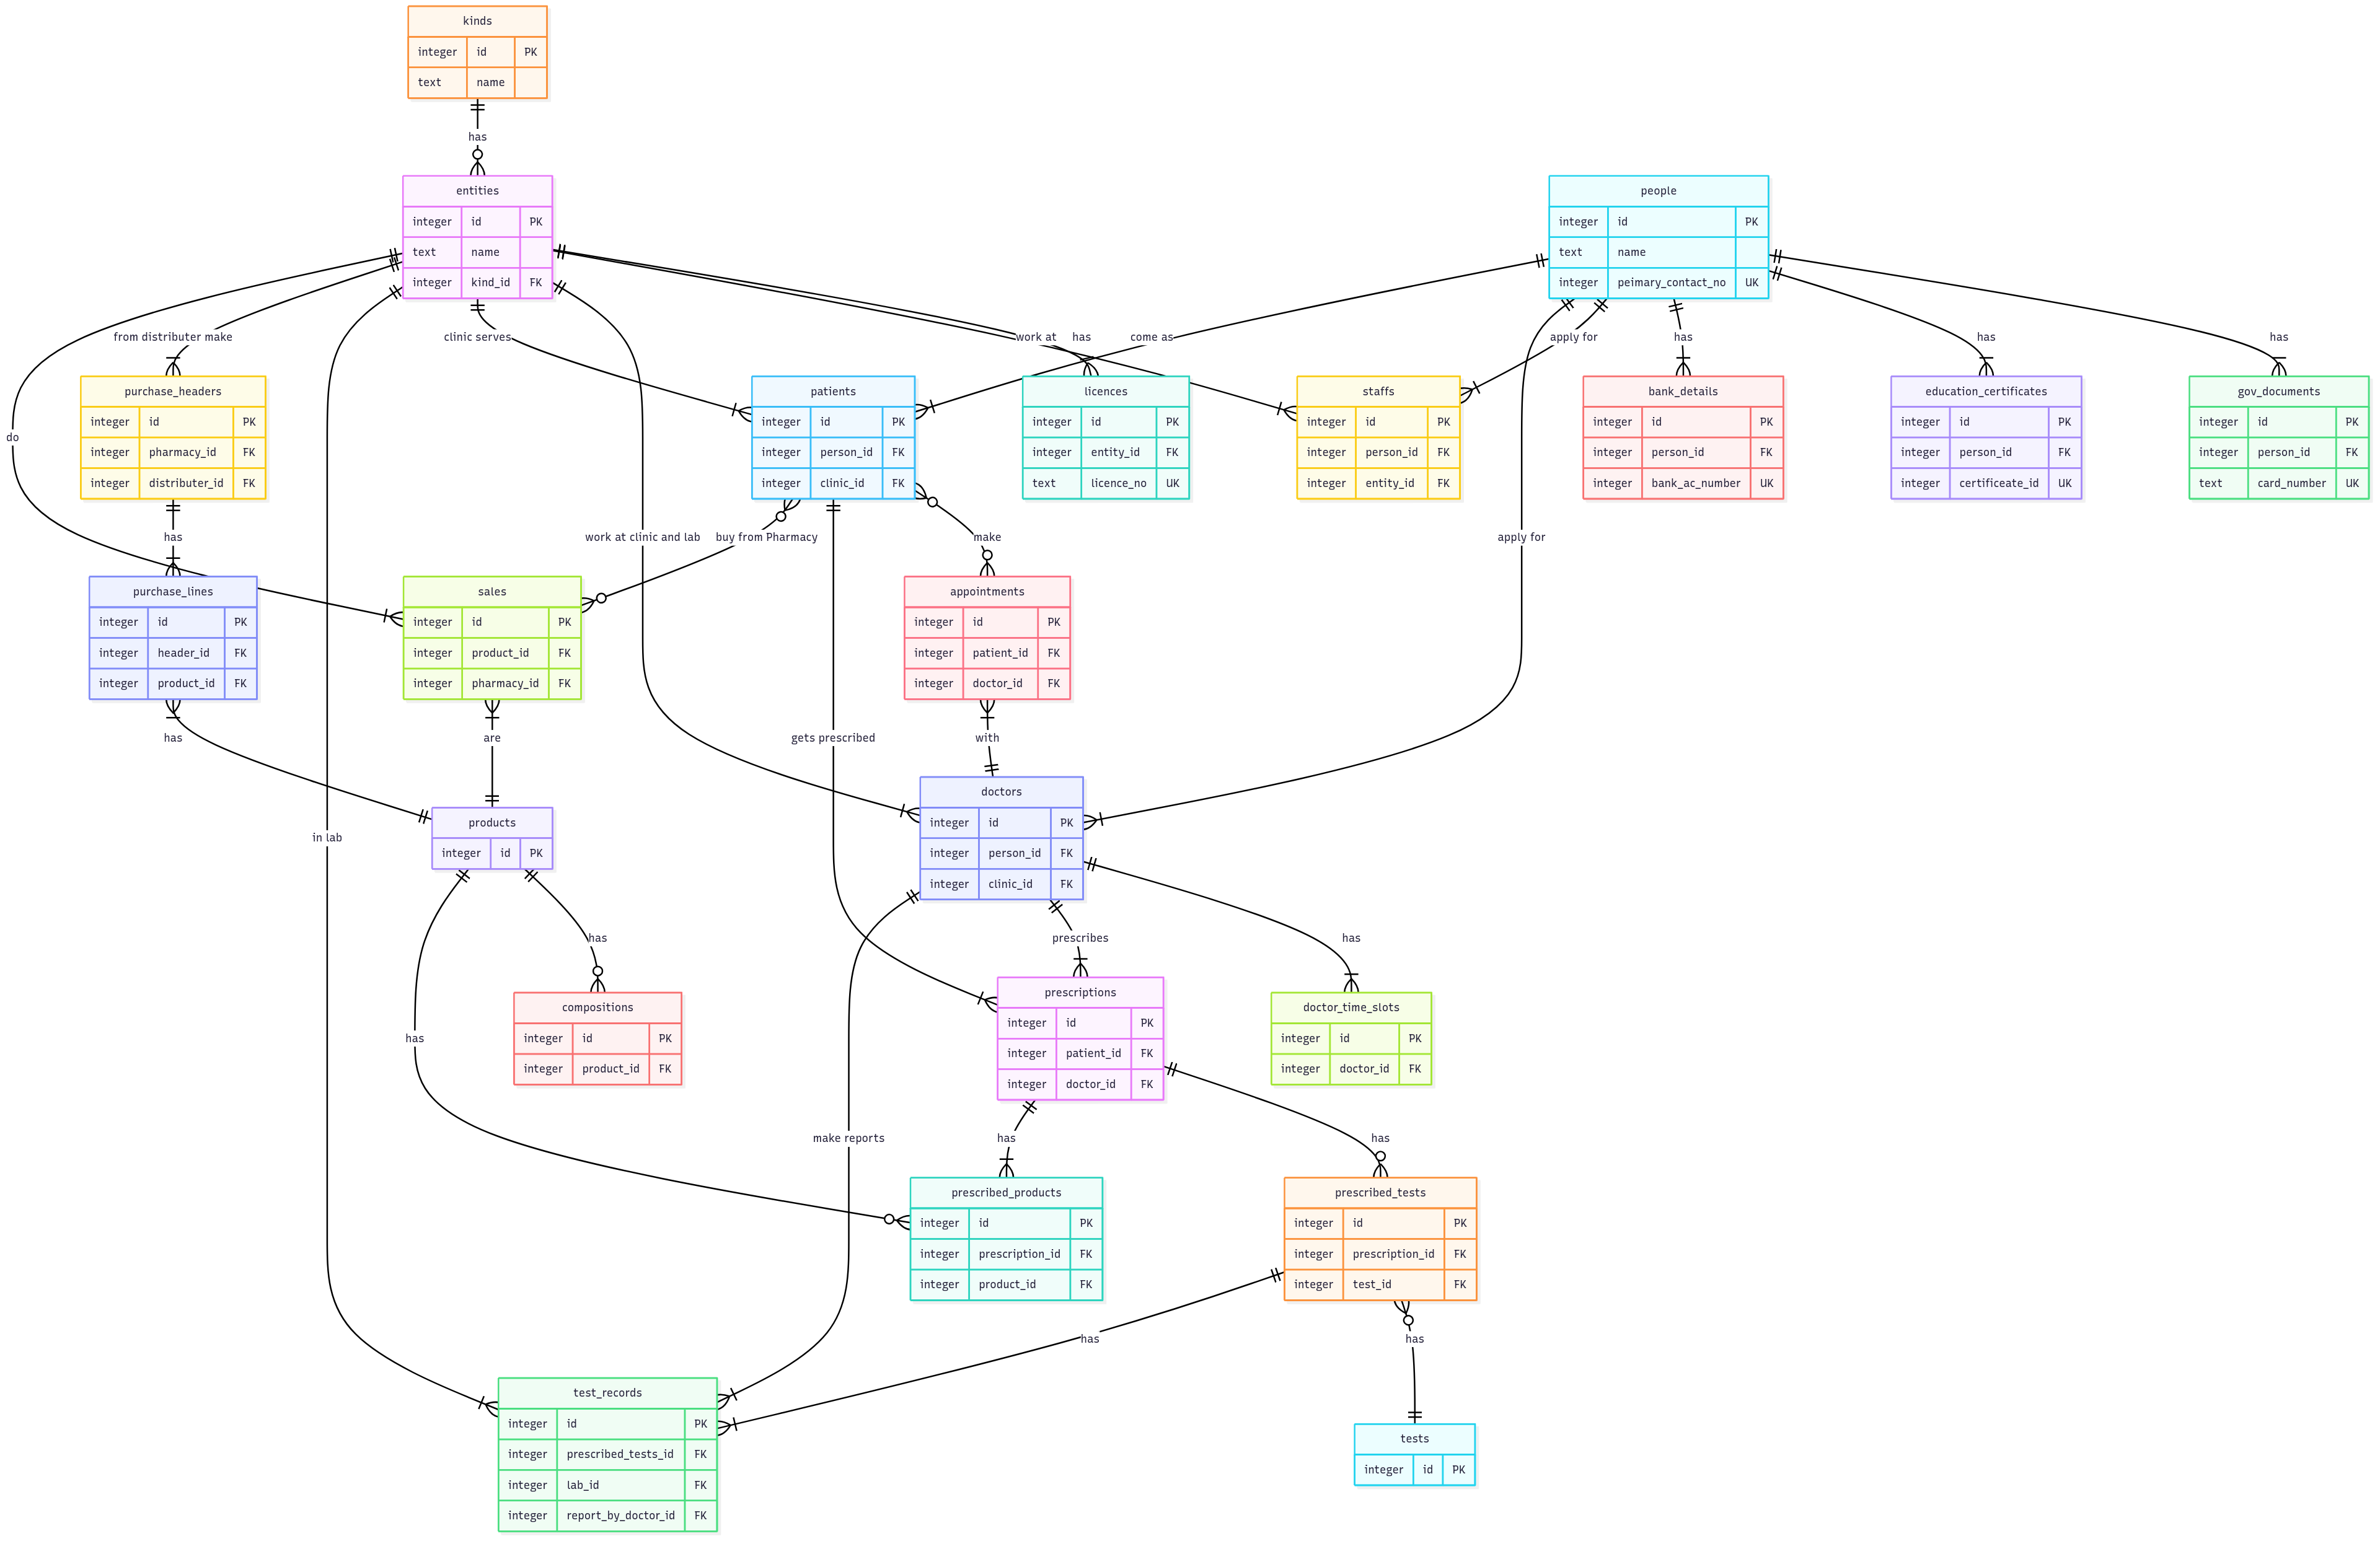 kinds
integer id PK
text name
has
entities
integer id PK
text name
integer kind_id FK
people
integer id PK
text name
integer peimary_contact_no UK
from distributer make
clinic serves
work at
has
come as
apply for
has
has
has
purchase_headers
integer id PK
integer pharmacy_id FK
integer distributer_id FK
patients
integer id PK
integer person_id FK
integer clinic_id FK
licences
integer id PK
integer entity_id FK
text licence_no UK
staffs
integer id PK
integer person_id FK
integer entity_id FK
bank_details
integer id PK
integer person_id FK
integer bank_ac_number UK
education_certificates
integer id PK
integer person_id FK
integer certificeate_id UK
gov_documents
integer id PK
integer person_id FK
text card_number UK
do
has
work at clinic and lab
buy from Pharmacy
make
apply for
purchase_lines
integer id PK
integer header_id FK
integer product_id FK
sales
integer id PK
integer product_id FK
integer pharmacy_id FK
appointments
integer id PK
integer patient_id FK
integer doctor_id FK
has
are
gets prescribed
with
doctors
integer id PK
integer person_id FK
integer clinic_id FK
products
integer id PK
in lab
has
prescribes
has
compositions
integer id PK
integer product_id FK
prescriptions
integer id PK
integer patient_id FK
integer doctor_id FK
doctor_time_slots
integer id PK
integer doctor_id FK
has
make reports
has
has
prescribed_products
integer id PK
integer prescription_id FK
integer product_id FK
prescribed_tests
integer id PK
integer prescription_id FK
integer test_id FK
has
has
test_records
integer id PK
integer prescribed_tests_id FK
integer lab_id FK
integer report_by_doctor_id FK
tests
integer id PK